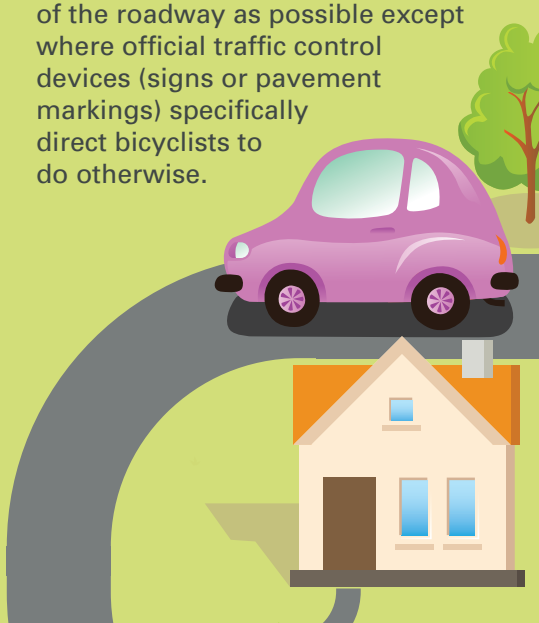 of the roadway as possible except
where official traffic control
devices (signs or pavement
markings) specifically
direct bicyclists to
do otherwise.